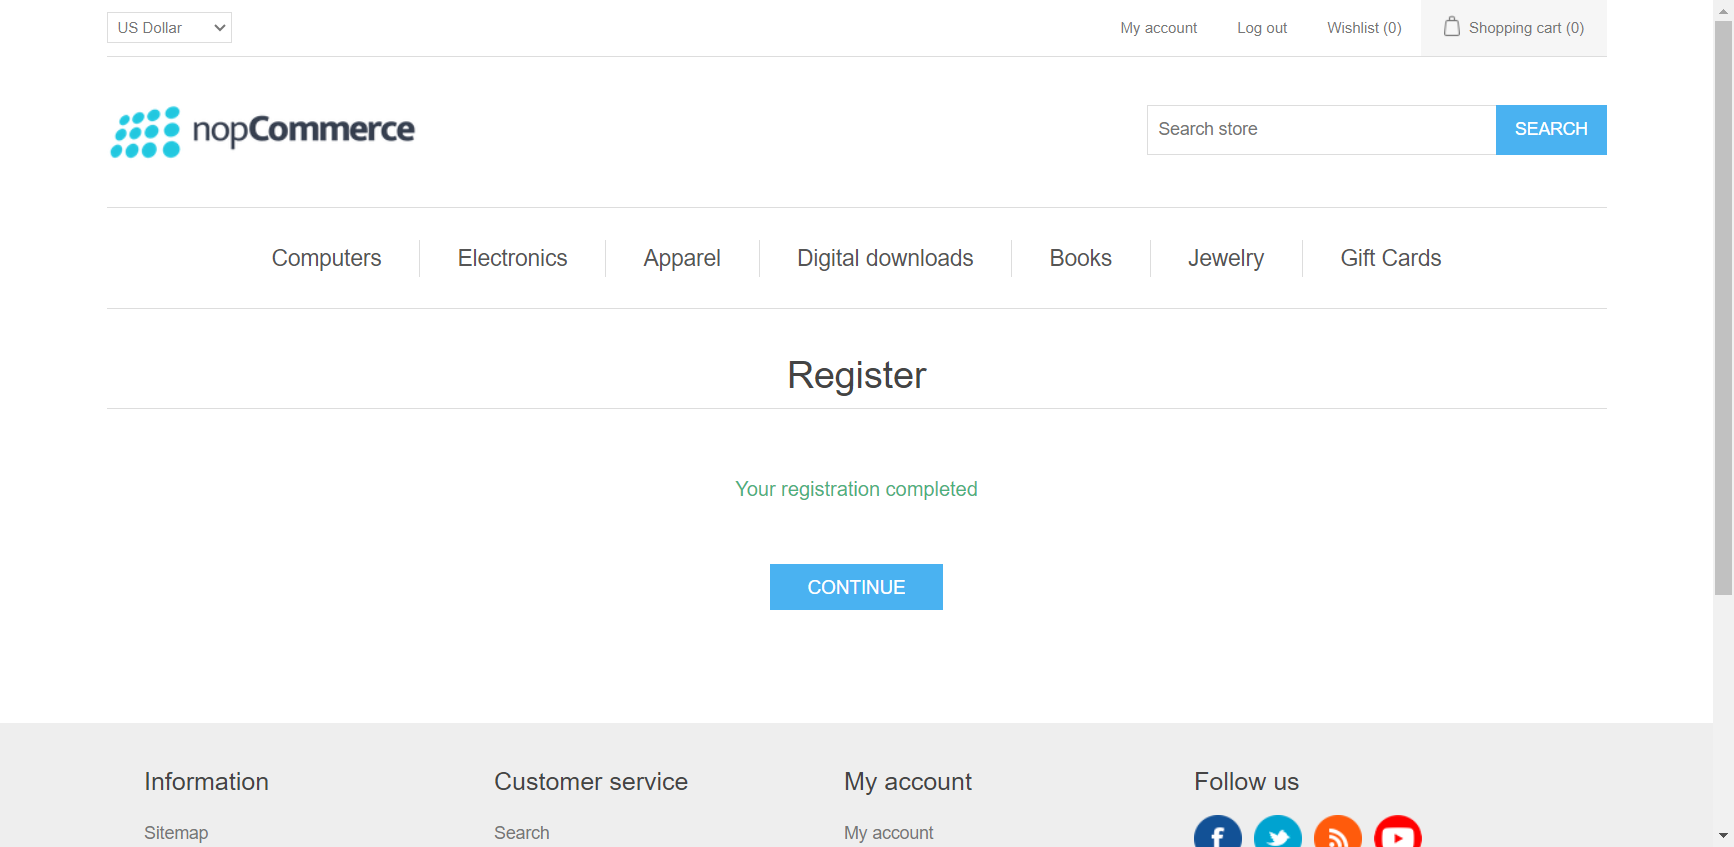 US Dollar
My account
Log out
Wishlist (0)
Shopping cart (0)
nopCommerce
Search store
SEARCH
Computers
Electronics
Apparel
Digital downloads
Books
Jewelry
Gift Cards
Register
Your registration completed
CONTINUE
Information
Customer service
My account
Follow us
Sitemap
Search
My account